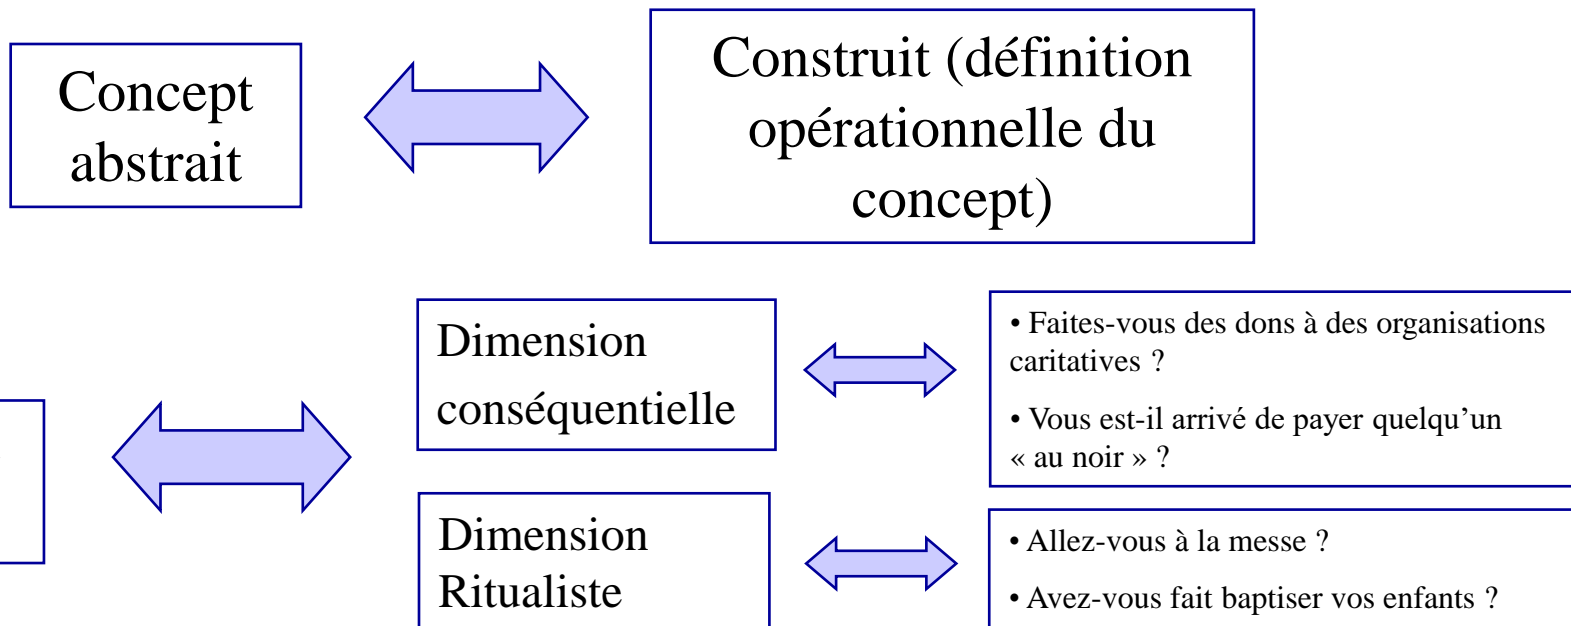 Concept
abstrait
Construit (définition
opérationnelle du
concept)
Dimension
conséquentielle
• Faites-vous des dons à des organisations
caritatives ?
• Vous est-il arrivé de payer quelqu’un
« au noir » ?
Dimension
Ritualiste
• Allez-vous à la messe ?
• Avez-vous fait baptiser vos enfants ?